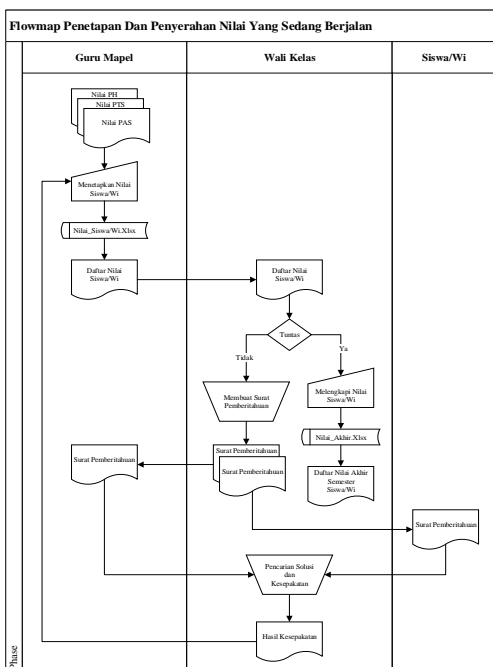 Flowmap Penetapan Dan Penyerahan Nilai Yang Sedang Berjalan
Guru Mapel
Wali Kelas
Siswa/Wi
Nilai PH
Nilai PTS
Nilai PAS
Menetapkan Nilai
Siswa/Wi
Nilai_Siswa/Wi.Xlsx
Daftar Nilai
Siswa/Wi
Daftar Nilai
Siswa/Wi
Tuntas
Tidak
Ya
Membuat Surat
Pemberitahuan
Melengkapi Nilai
Siswa/Wi
Nilai_Akhir.Xlsx
Surat Pemberitahuan
Surat Pemberitahuan
Surat Pemberitahuan
Daftar Nilai Akhir
Semester
Siswa/Wi
Surat Pemberitahuan
Pencarian Solusi
dan
Kesepakatan
Hasil Kesepakatan
Phase